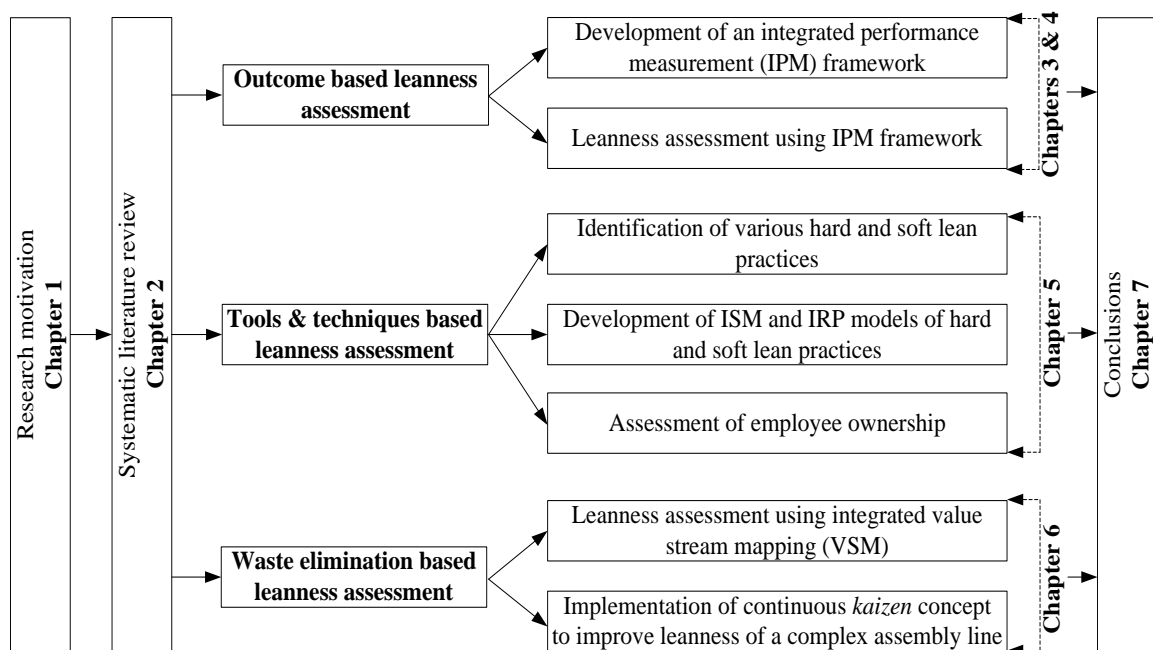 Research motivation
Chapter 1
Systematic literature review
Chapter 2
Outcome based leanness
assessment
Development of an integrated performance
measurement (IPM) framework
Leanness assessment using IPM framework
Chapters 3 & 4
Tools & techniques based
leanness assessment
Identification of various hard and soft lean
practices
Development of ISM and IRP models of hard
and soft lean practices
Assessment of employee ownership
Chapter 5
Waste elimination based
leanness assessment
Leanness assessment using integrated value
stream mapping (VSM)
Implementation of continuous kaizen concept
to improve leanness of a complex assembly line
Chapter 6
Conclusions
Chapter 7